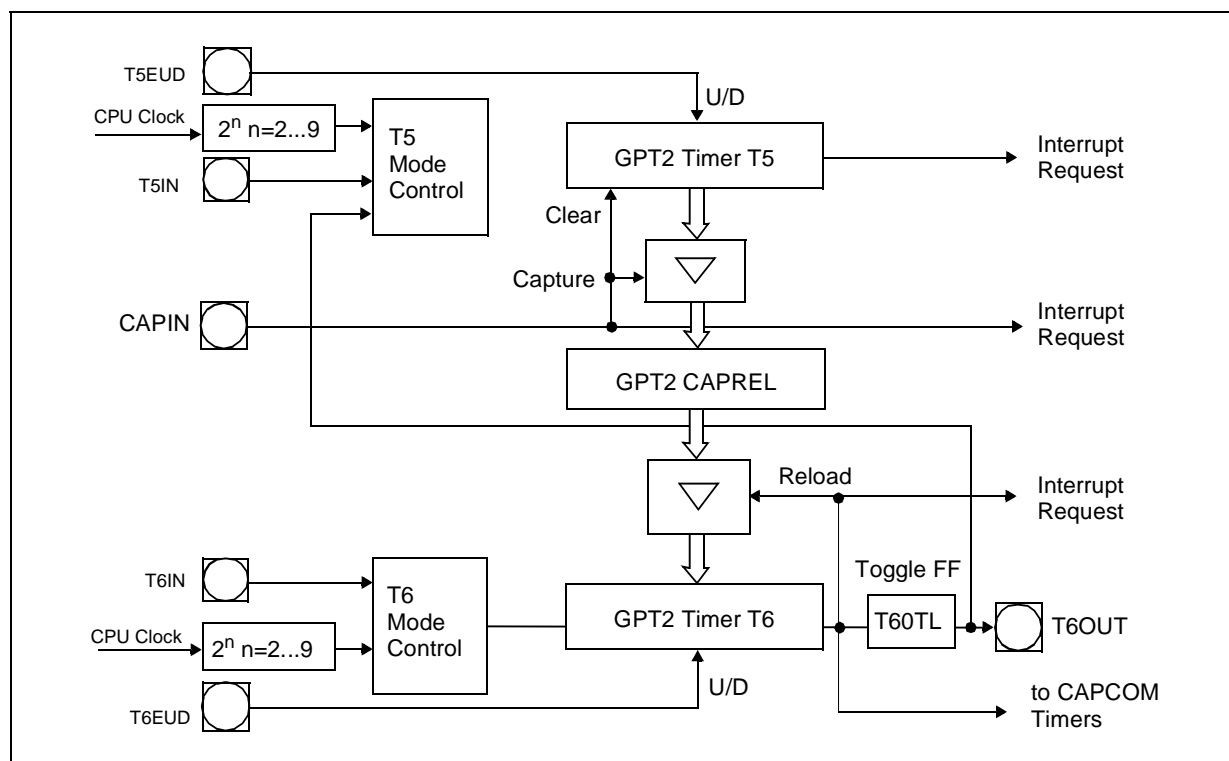 T5EUD
U/D
CPU Clock
2ⁿ n=2...9
T5
Mode
Control
GPT2 Timer T5
Interrupt
Request
T5IN
Clear
Capture
CAPIN
Interrupt
Request
GPT2 CAPREL
Reload
Interrupt
Request
T6IN
T6
Mode
Control
Toggle FF
GPT2 Timer T6
T60TL
T6OUT
CPU Clock
2ⁿ n=2...9
U/D
T6EUD
to CAPCOM
Timers